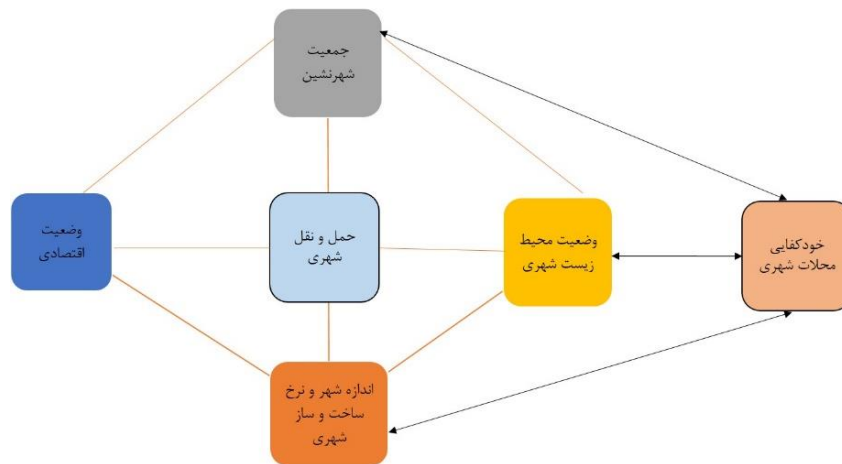 جمعیت
شهرنشین
خودکفایی
محلات شهری
وضعیت محیط
زیست شهری
حمل و نقل
شهری
وضعیت
اقتصادی
اندازه شهر و نرخ
ساخت و ساز
شهری